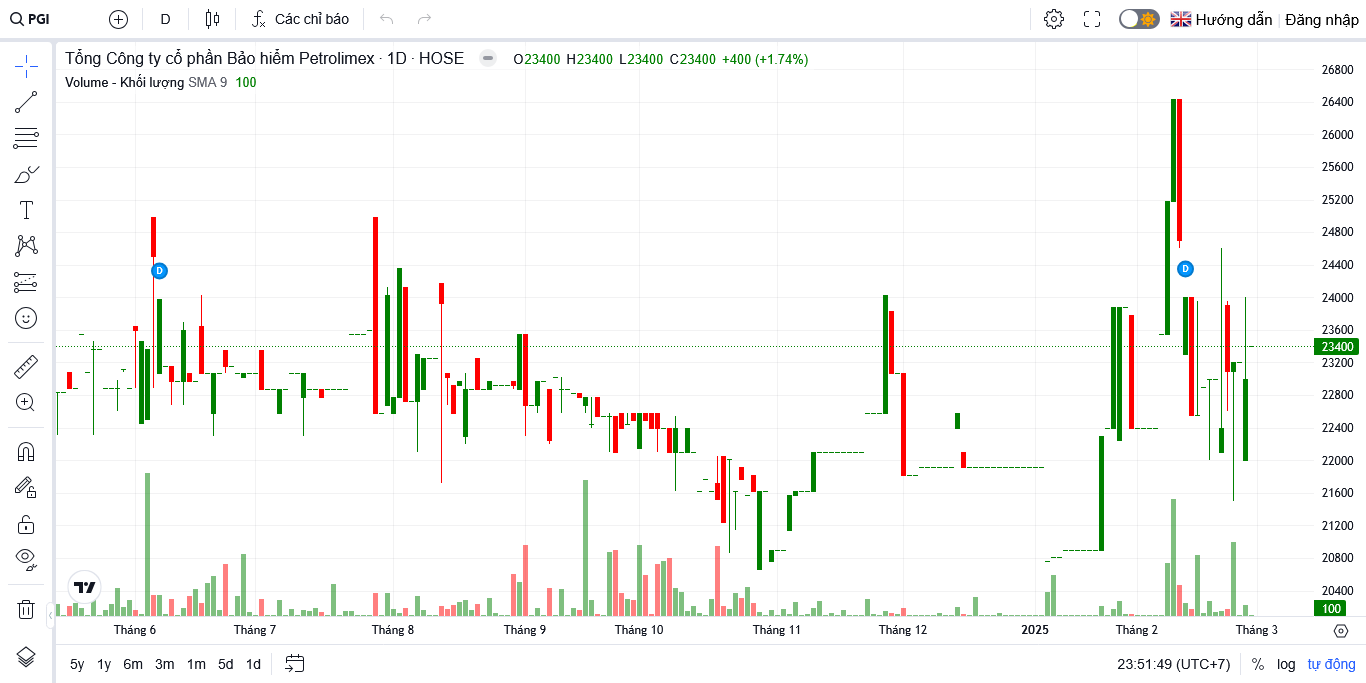 PGI D Các chỉ báo Hướng dẫn Đăng nhập
Tổng Công ty cổ phần Bảo hiểm Petrolimex · 1D · HOSE O23400 H23400 L23400 C23400 +400 (+1.74%)
Volume - Khối lượng SMA 9 100
26800
26400
26000
25600
25200
24800
24400
24000
23600
23400
23200
22800
22400
22000
21600
21200
20800
20400
100
D
D
Tháng 6 Tháng 7 Tháng 8 Tháng 9 Tháng 10 Tháng 11 Tháng 12 2025 Tháng 2 Tháng 3
5y 1y 6m 3m 1m 5d 1d 23:51:49 (UTC+7) % log tự động